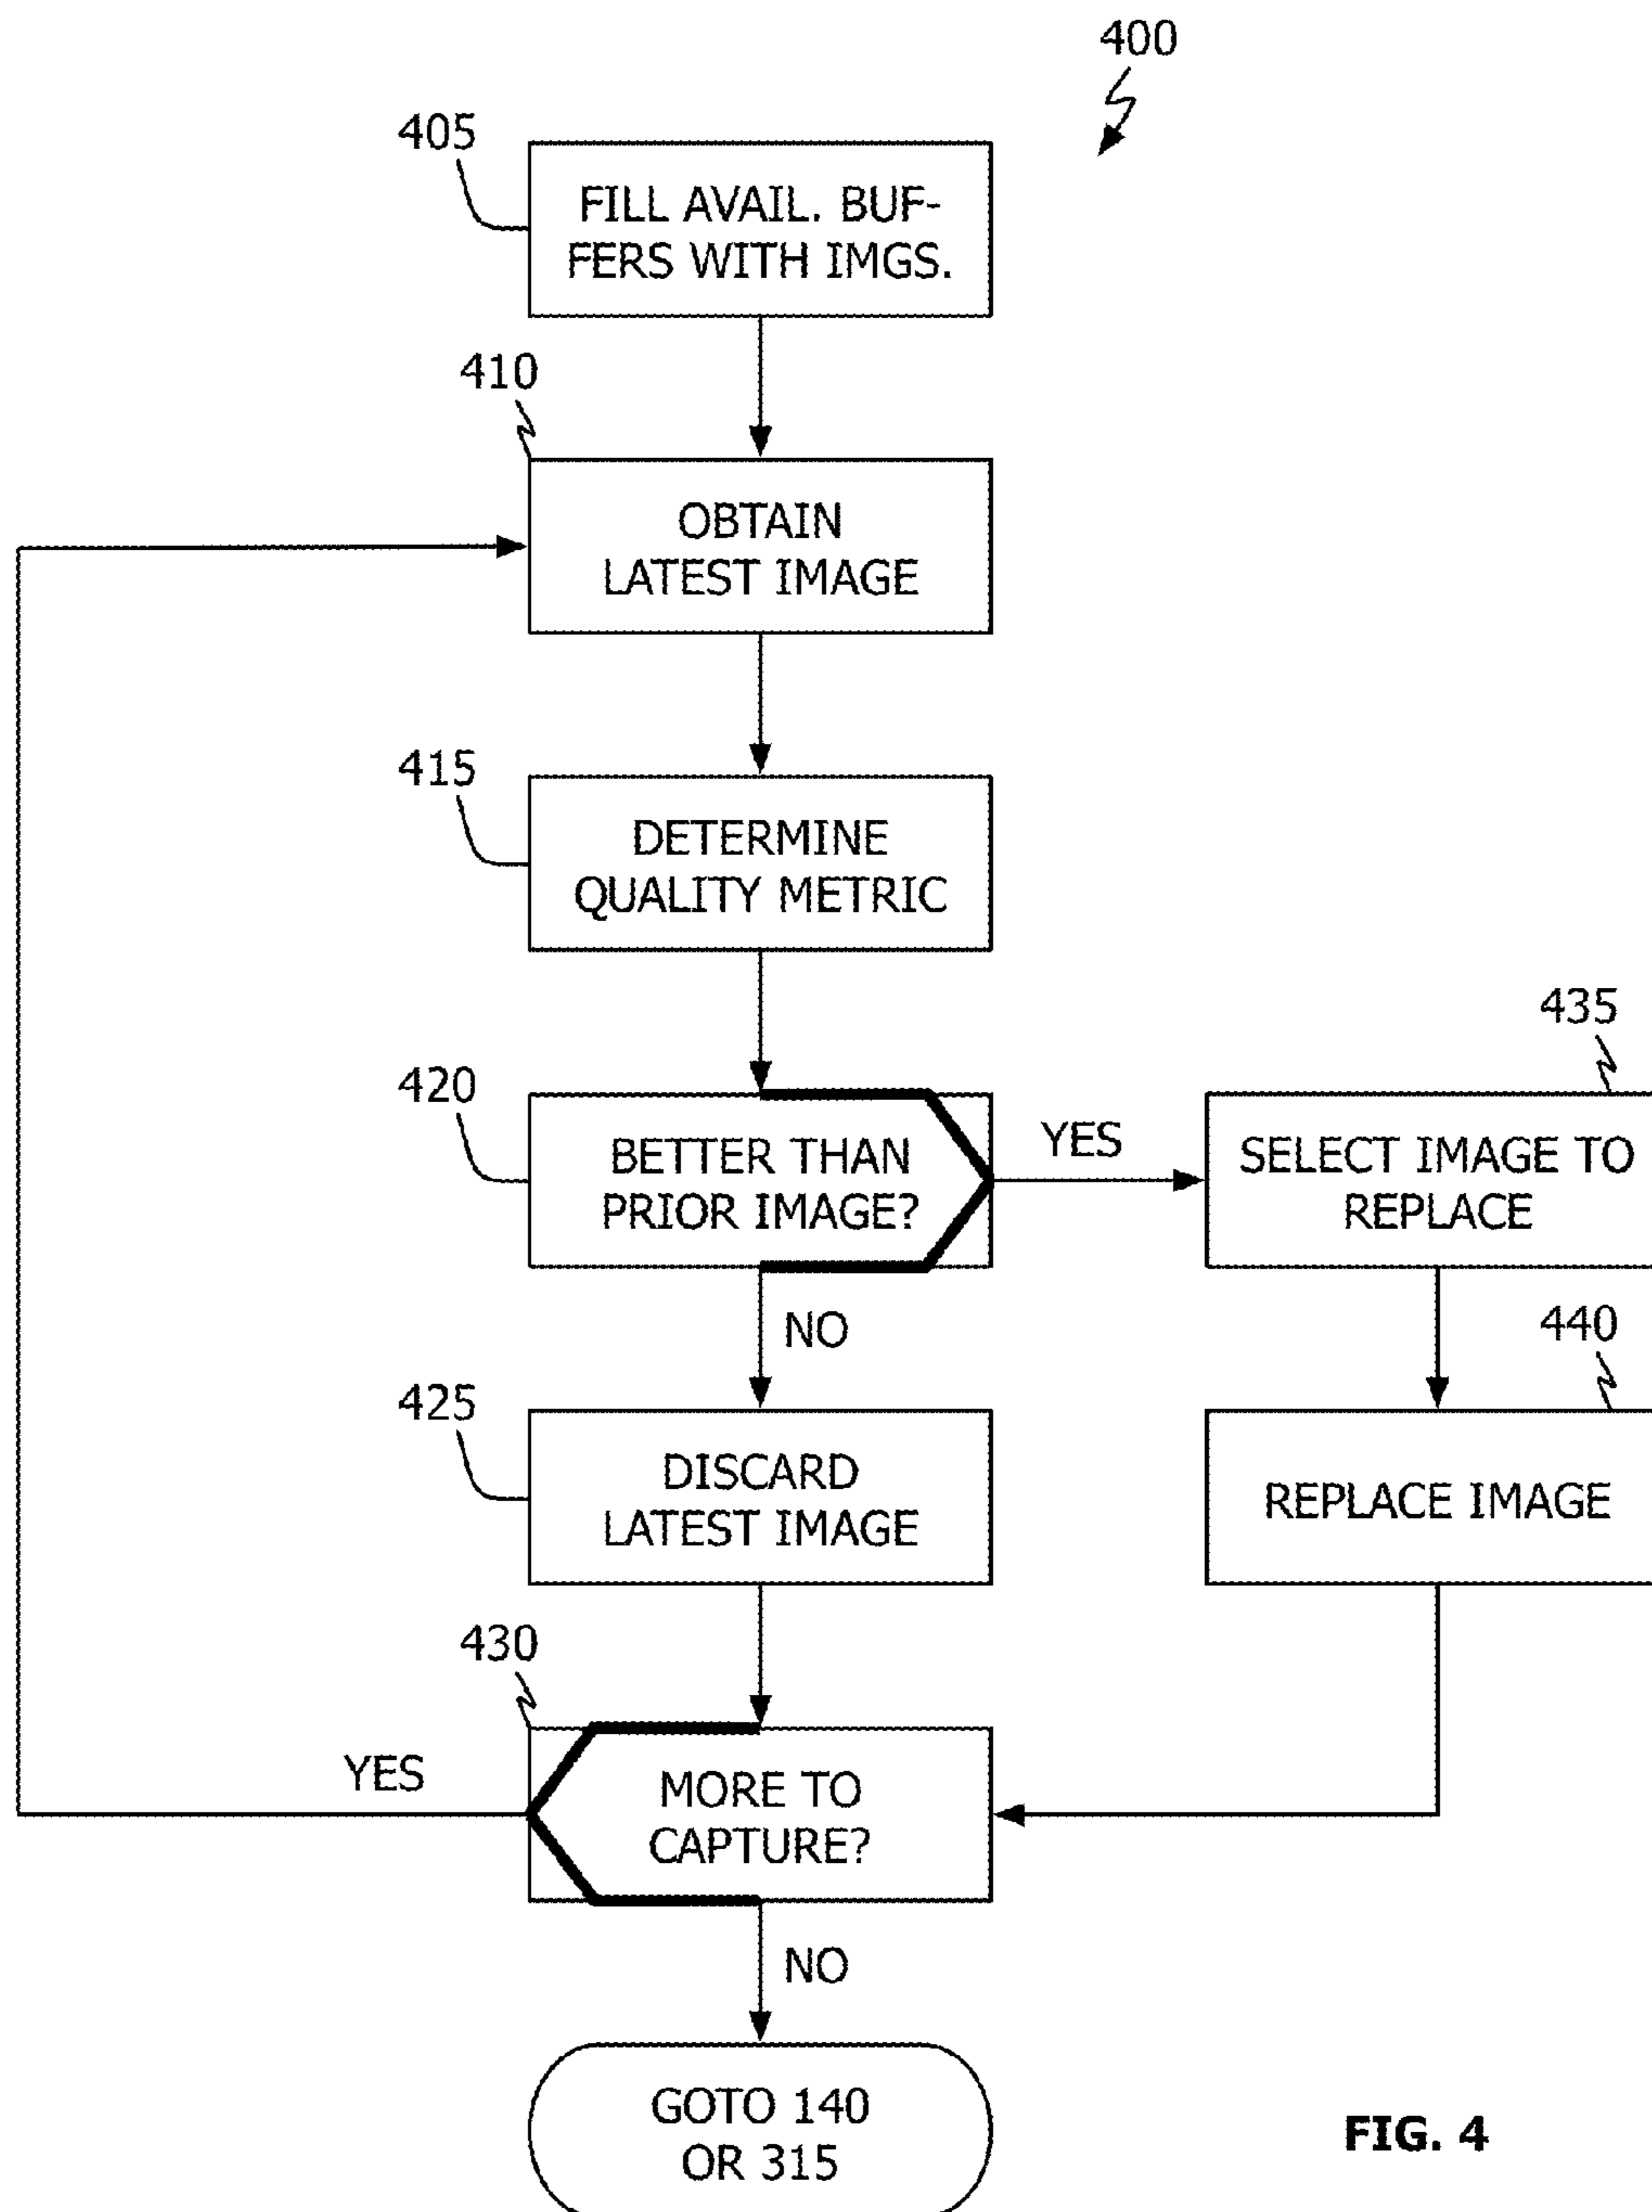 400
405
FILL AVAIL. BUF-
FERS WITH IMGS.
410
OBTAIN
LATEST IMAGE
415
DETERMINE
QUALITY METRIC
420
BETTER THAN
PRIOR IMAGE?
YES
435
SELECT IMAGE TO
REPLACE
NO
440
REPLACE IMAGE
425
DISCARD
LATEST IMAGE
430
MORE TO
CAPTURE?
YES
NO
GOTO 140
OR 315
FIG. 4